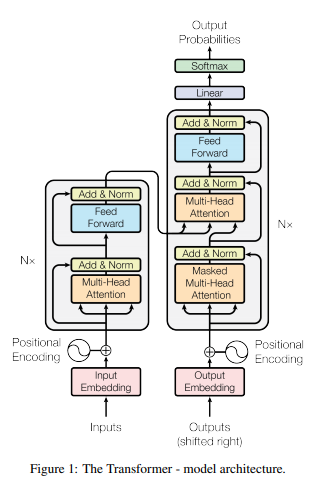 Output
Probabilities
Softmax
Linear
Add & Norm
Feed
Forward
Add & Norm
Multi-Head
Attention
Add & Norm
Masked
Multi-Head
Attention
N×
Add & Norm
Feed
Forward
Add & Norm
Multi-Head
Attention
N×
Positional
Encoding
Positional
Encoding
Input
Embedding
Output
Embedding
Inputs
Outputs
(shifted right)
Figure 1: The Transformer - model architecture.